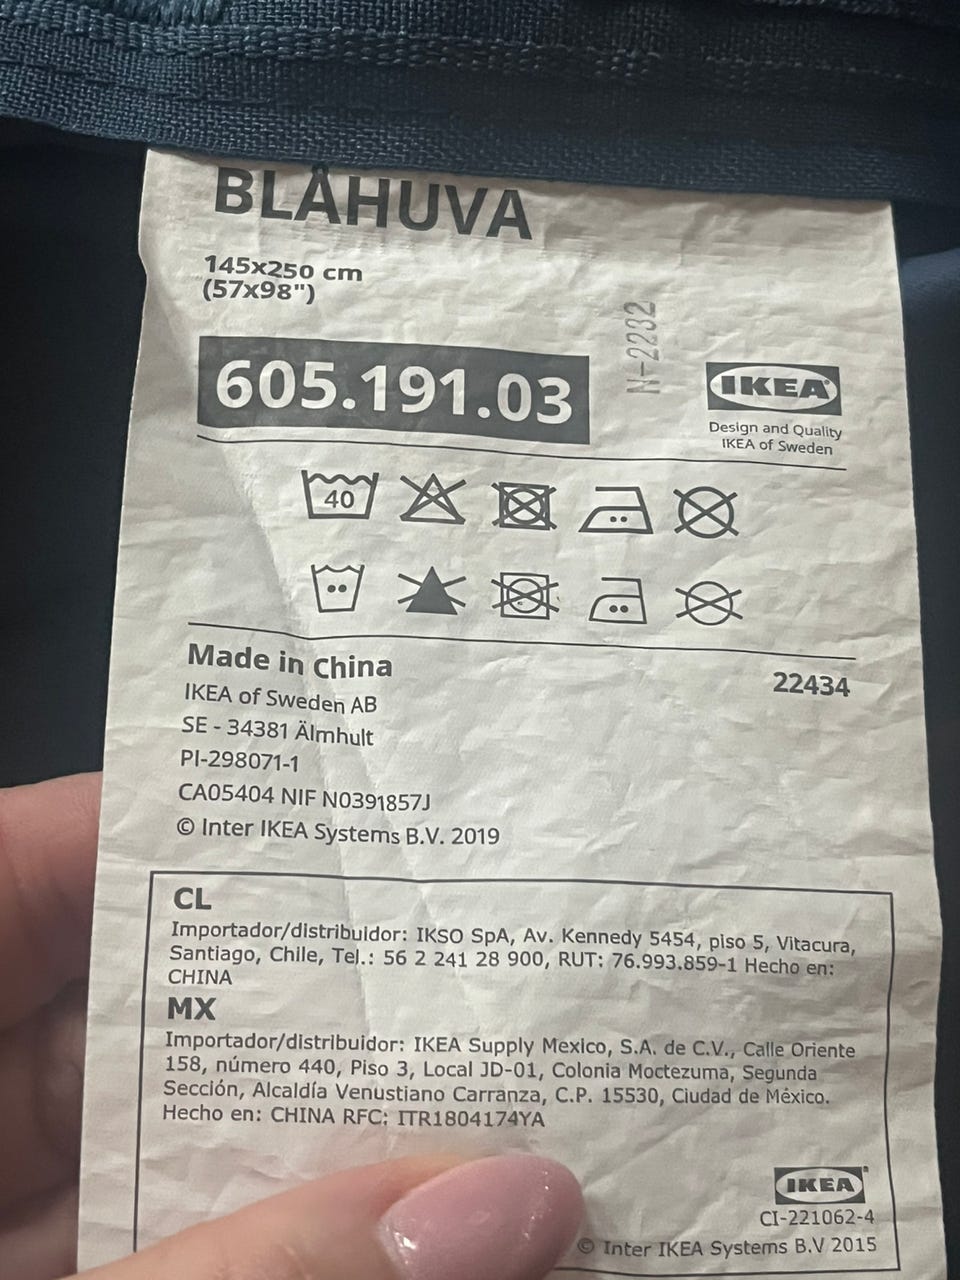 BLÅHUVA
145x250 cm
(57x98")
N-2232
605.191.03
IKEA®
Design and Quality
IKEA of Sweden
40
Made in China
22434
IKEA of Sweden AB
SE - 34381 Älmhult
PI-298071-1
CA05404 NIF N0391857J
© Inter IKEA Systems B.V. 2019
CL
Importador/distribuidor: IKSO SpA, Av. Kennedy 5454, piso 5, Vitacura,
Santiago, Chile, Tel.: 56 2 241 28 900, RUT: 76.993.859-1 Hecho en:
CHINA
MX
Importador/distribuidor: IKEA Supply Mexico, S.A. de C.V., Calle Oriente
158, número 440, Piso 3, Local JD-01, Colonia Moctezuma, Segunda
Sección, Alcaldía Venustiano Carranza, C.P. 15530, Ciudad de México.
Hecho en: CHINA RFC: ITR1804174YA
IKEA®
CI-221062-4
© Inter IKEA Systems B.V 2015